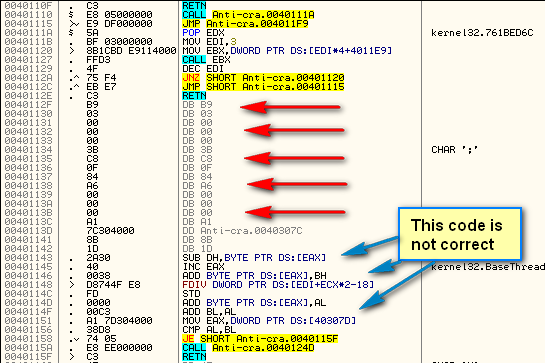 0040110F . C3 RETN
00401110 $ E8 05000000 CALL Anti-cra.0040111A
00401115 >v E9 DF000000 JMP Anti-cra.004011F9
0040111A $ 5A POP EDX kernel32.761BED6C
0040111B . BF 03000000 MOV EDI,3
00401120 > 8B1CBD E9114000 MOV EBX,DWORD PTR DS:[EDI*4+4011E9]
00401127 . FFD3 CALL EBX
00401129 . 4F DEC EDI
0040112A .^ 75 F4 JNZ SHORT Anti-cra.00401120
0040112C .^ EB E7 JMP SHORT Anti-cra.00401115
0040112E . C3 RETN
0040112F B9 DB B9
00401130 03 DB 03
00401131 00 DB 00
00401132 00 DB 00
00401133 00 DB 00
00401134 3B DB 3B CHAR ';'
00401135 C8 DB C8
00401136 0F DB 0F
00401137 84 DB 84
00401138 A6 DB A6
00401139 00 DB 00
0040113A 00 DB 00
0040113B 00 DB 00
0040113C A1 DB A1
0040113D 7C304000 DD Anti-cra.0040307C
00401141 8B DB 8B
00401142 1D DB 1D
00401143 . 2A30 SUB DH,BYTE PTR DS:[EAX]
00401145 . 40 INC EAX kernel32.BaseThread
00401146 . 0038 ADD BYTE PTR DS:[EAX],BH
00401148 > D8744F E8 FDIV DWORD PTR DS:[EDI+ECX*2-18]
0040114C . FD STD
0040114D . 0000 ADD BYTE PTR DS:[EAX],AL
0040114F . 00C3 ADD BL,AL
00401151 . A1 7D304000 MOV EAX,DWORD PTR DS:[40307D]
00401156 . 38D8 CMP AL,BL
00401158 .v 74 05 JE SHORT Anti-cra.0040115F
0040115A . E8 EE000000 CALL Anti-cra.0040124D
0040115F > C3 RETN
This code is
not correct